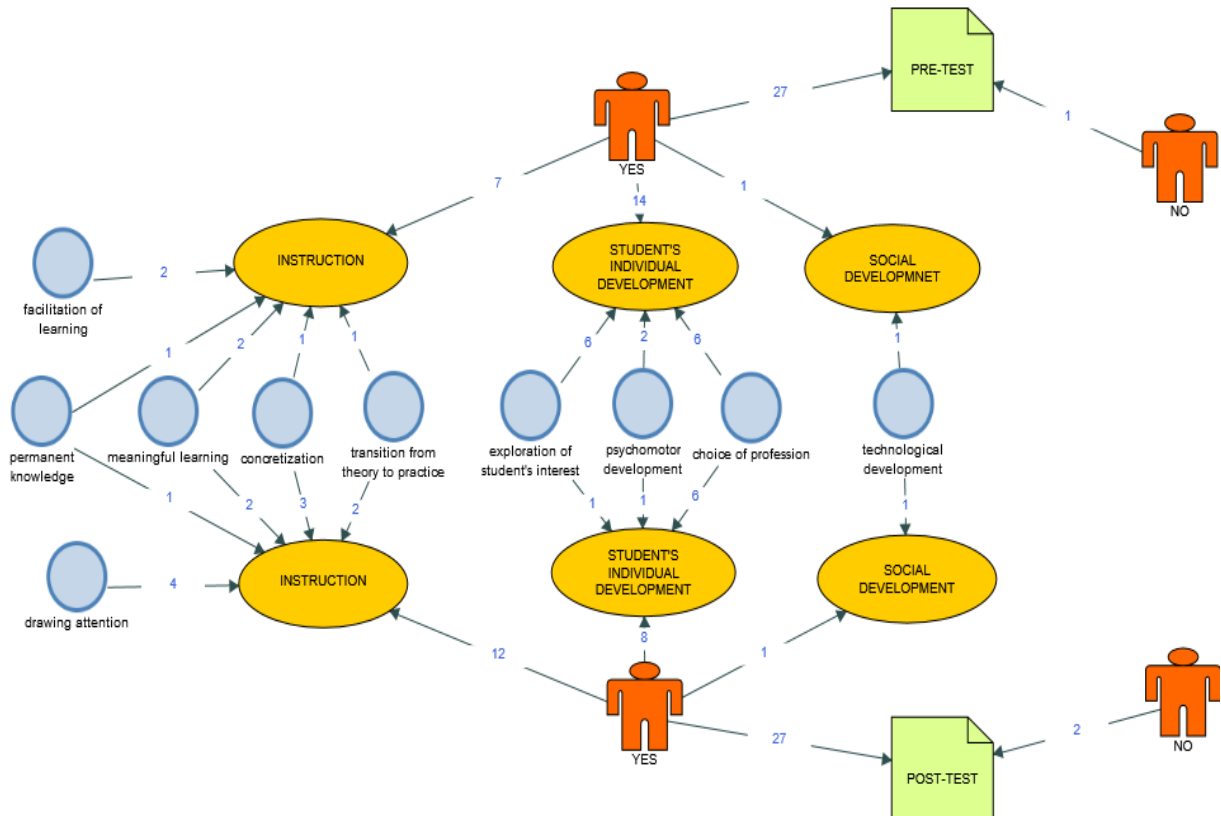 PRE-TEST
27
1
YES
NO
7
14
1
INSTRUCTION
STUDENT'S
INDIVIDUAL
DEVELOPMENT
SOCIAL
DEVELOPMNET
2
facilitation of
learning
1
2
1
1
6
2
6
1
permanent
knowledge
meaningful learning
concretization
transition from
theory to practice
exploration of
student's interest
psychomotor
development
choice of profession
technological
development
1
2
3
2
1
1
6
1
INSTRUCTION
STUDENT'S
INDIVIDUAL
DEVELOPMENT
SOCIAL
DEVELOPMENT
4
drawing attention
12
8
1
YES
27
2
NO
POST-TEST